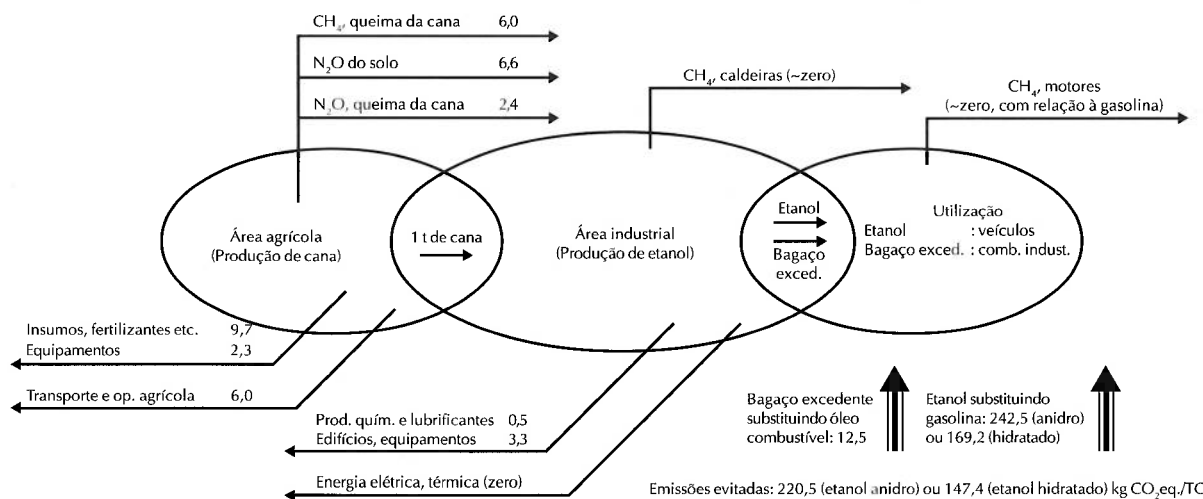 CH₄, queima da cana 6,0
N₂O do solo 6,6
N₂O, queima da cana 2,4
CH₄, caldeiras (~zero)
CH₄, motores
(~zero, com relação à gasolina)
Área agrícola
(Produção de cana)
1 t de cana
Área industrial
(Produção de etanol)
Etanol
Bagaço
exced.
Utilização
Etanol : veículos
Bagaço exced. : comb. indust.
Insumos, fertilizantes etc. 9,7
Equipamentos 2,3
Transporte e op. agrícola 6,0
Prod. quím. e lubrificantes 0,5
Edifícios, equipamentos 3,3
Energia elétrica, térmica (zero)
Bagaço excedente
substituindo óleo
combustível: 12,5
Etanol substituindo
gasolina: 242,5 (anidro)
ou 169,2 (hidratado)
Emissões evitadas: 220,5 (etanol anidro) ou 147,4 (etanol hidratado) kg CO₂eq./TC